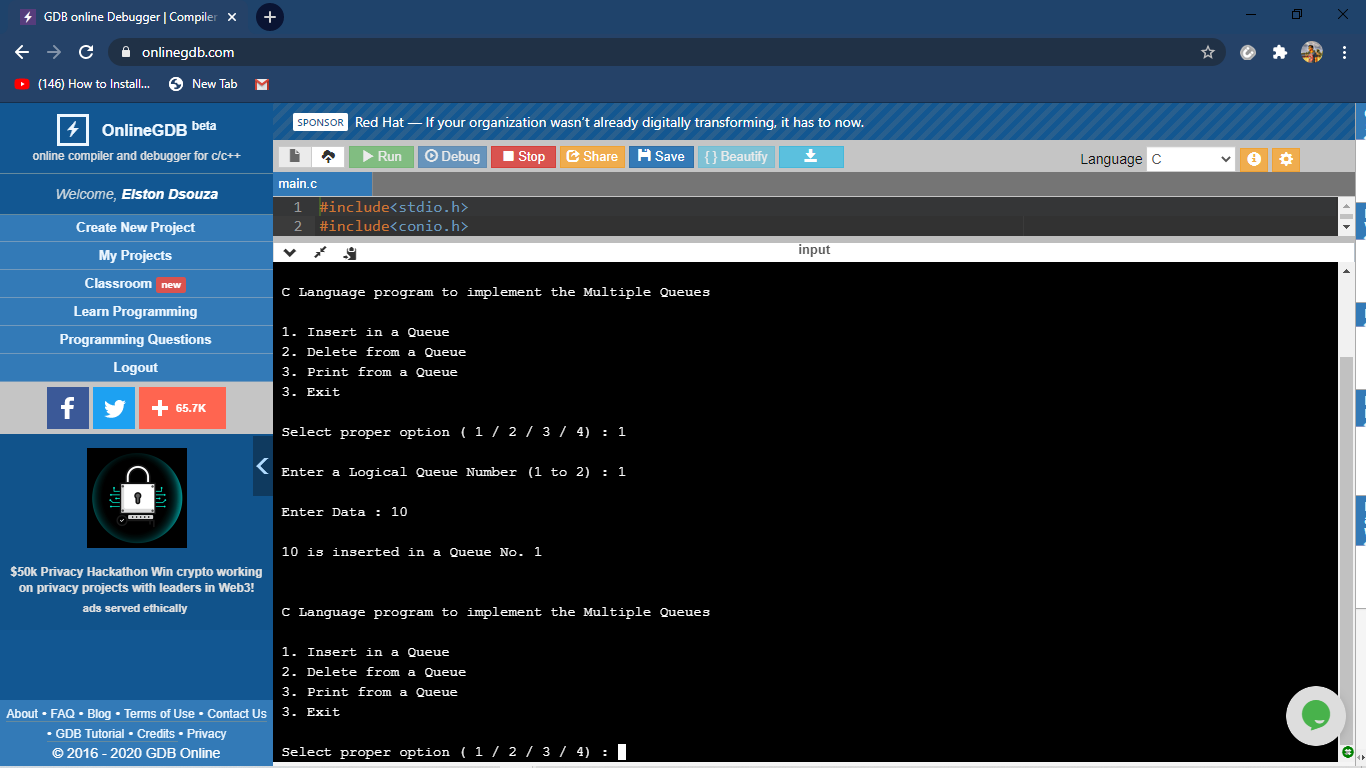 GDB online Debugger | Compiler
onlinegdb.com
(146) How to Install...
New Tab
OnlineGDB beta
online compiler and debugger for c/c++
Welcome, Elston Dsouza
Create New Project
My Projects
Classroom new
Learn Programming
Programming Questions
Logout
65.7K
$50k Privacy Hackathon Win crypto working
on privacy projects with leaders in Web3!
ads served ethically
About • FAQ • Blog • Terms of Use • Contact Us
• GDB Tutorial • Credits • Privacy
© 2016 - 2020 GDB Online
SPONSOR Red Hat — If your organization wasn't already digitally transforming, it has to now.
Run Debug Stop Share Save { } Beautify
Language C
main.c
1 #include<stdio.h>
2 #include<conio.h>
input
C Language program to implement the Multiple Queues
1. Insert in a Queue
2. Delete from a Queue
3. Print from a Queue
3. Exit
Select proper option ( 1 / 2 / 3 / 4) : 1
Enter a Logical Queue Number (1 to 2) : 1
Enter Data : 10
10 is inserted in a Queue No. 1
C Language program to implement the Multiple Queues
1. Insert in a Queue
2. Delete from a Queue
3. Print from a Queue
3. Exit
Select proper option ( 1 / 2 / 3 / 4) :